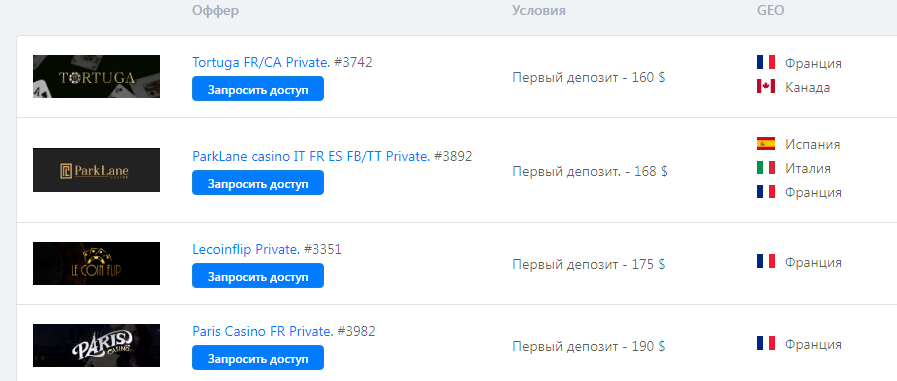 Оффер Условия GEO
TORTUGA
Tortuga FR/CA Private. #3742
Запросить доступ
Первый депозит - 160 $
Франция
Канада
ParkLane
CASINO
ParkLane casino IT FR ES FB/TT Private. #3892
Запросить доступ
Первый депозит. - 168 $
Испания
Италия
Франция
LE COIN FLIP
Lecoinflip Private. #3351
Запросить доступ
Первый депозит - 175 $
Франция
PARIS
CASINO
Paris Casino FR Private. #3982
Запросить доступ
Первый депозит - 190 $
Франция